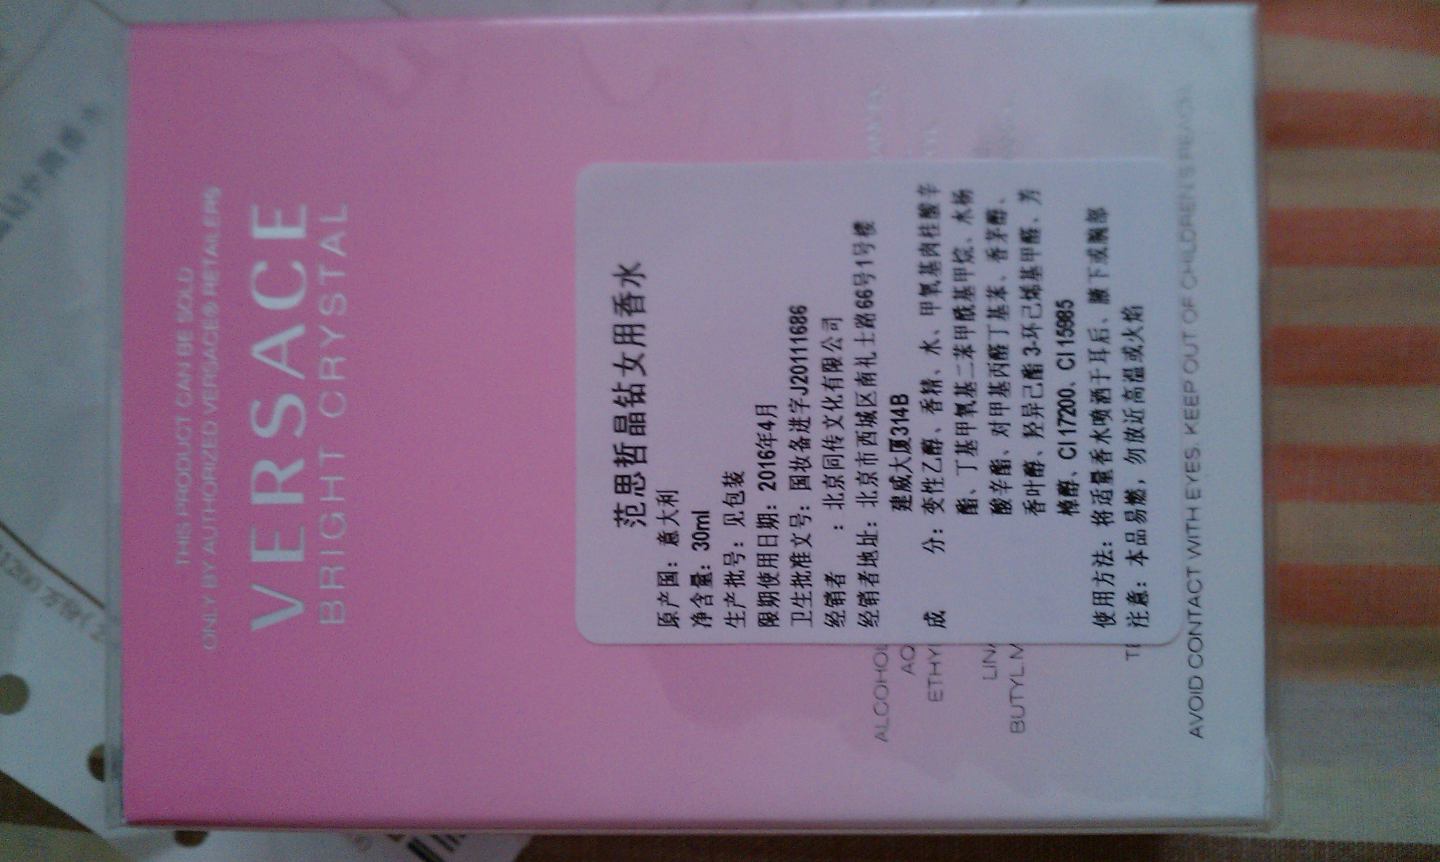 THIS PRODUCT CAN BE SOLD
ONLY BY AUTHORIZED VERSACE® RETAILERS
VERSACE
BRIGHT CRYSTAL
范思哲晶钻女用香水
原产国：意大利
净含量：30ml
生产批号：见包装
限期使用日期：2016年4月
卫生批准文号：国妆备进字J20111686
经销者：北京同传文化有限公司
经销者地址：北京市西城区南礼士路66号1号楼
建威大厦314B
成分：变性乙醇、香精、水、甲氧基肉桂酸辛
酯、丁基甲氧基二苯甲酰基甲烷、水杨
酸辛酯、对甲基丙醛丁基苯、香茅醇、
香叶醇、羟异己酯 3-环己烯基甲醛、芳
樟醇、CI 17200、CI 15985
使用方法：将适量香水喷洒于耳后、腋下或胸部
注意：本品易燃，勿放近高温或火焰
ALCOHOL
AQ
ETHY
LINA
BUTYL M
AVOID CONTACT WITH EYES. KEEP OUT OF CHILDREN'S REACH